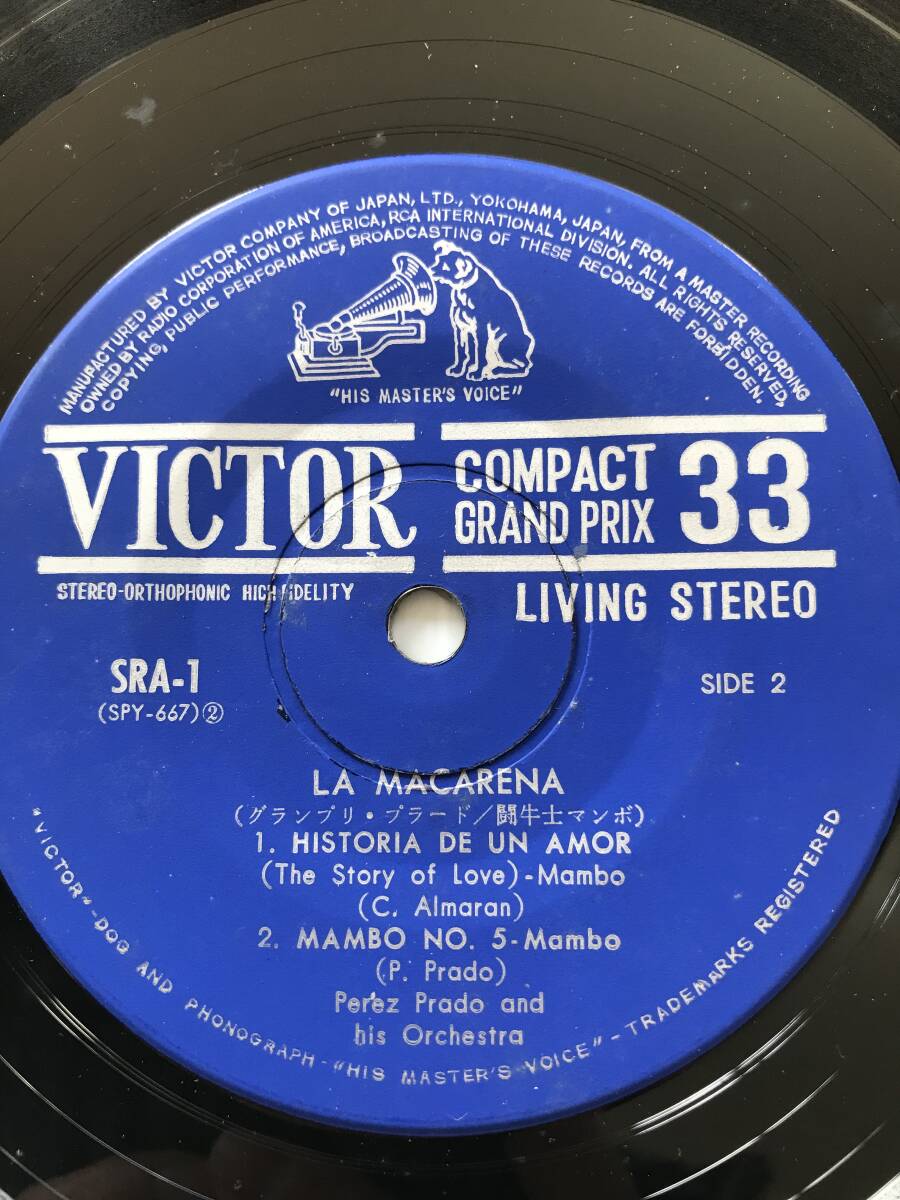 MANUFACTURED BY VICTOR COMPANY OF JAPAN, LTD., YOKOHAMA, JAPAN, FROM A MASTER RECORDING
OWNED BY RADIO CORPORATION OF AMERICA, RCA INTERNATIONAL DIVISION. ALL RIGHTS RESERVED,
COPYING, PUBLIC PERFORMANCE, BROADCASTING OF THESE RECORDS ARE FORBIDDEN.
"HIS MASTER'S VOICE"
VICTOR
COMPACT
GRAND PRIX
33
STEREO-ORTHOPHONIC HIGH FIDELITY
LIVING STEREO
SRA-1
(SPY-667)②
SIDE 2
LA MACARENA
(グランプリ・プラード/闘牛士マンボ)
1. HISTORIA DE UN AMOR
(The Story of Love)-Mambo
(C. Almaran)
2. MAMBO NO. 5-Mambo
(P. Prado)
Perez Prado and
his Orchestra
"VICTOR"-DOG AND PHONOGRAPH-"HIS MASTER'S VOICE"-TRADEMARKS REGISTERED